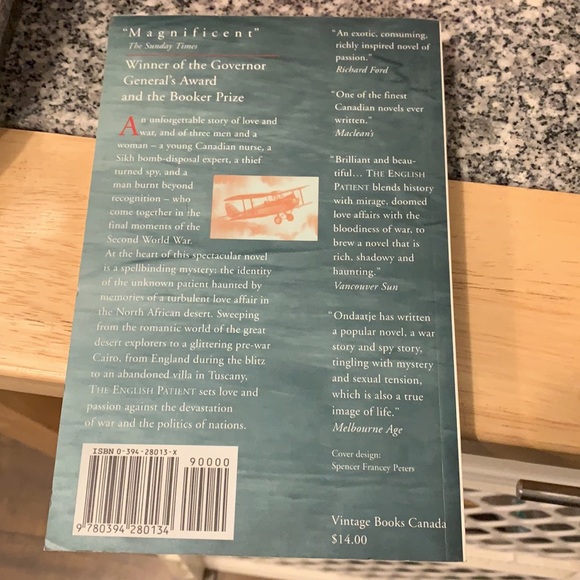 "Magnificent"
The Sunday Times
Winner of the Governor
General's Award
and the Booker Prize
An unforgettable story of love and
war, and of three men and a
woman – a young Canadian nurse, a
Sikh bomb-disposal expert, a thief
turned spy, and a
man burnt beyond
recognition – who
come together in the
final moments of the
Second World War.
At the heart of this spectacular novel
is a spellbinding mystery: the identity
of the unknown patient haunted by
memories of a turbulent love affair in
the North African desert. Sweeping
from the romantic world of the great
desert explorers to a glittering pre-war
Cairo, from England during the blitz
to an abandoned villa in Tuscany,
THE ENGLISH PATIENT sets love and
passion against the devastation
of war and the politics of nations.
ISBN 0-394-28013-X
90000
9 780394 280134
"An exotic, consuming,
richly inspired novel of
passion."
Richard Ford
"One of the finest
Canadian novels ever
written."
Maclean's
"Brilliant and beau-
tiful… THE ENGLISH
PATIENT blends history
with mirage, doomed
love affairs with the
bloodiness of war, to
brew a novel that is
rich, shadowy and
haunting."
Vancouver Sun
"Ondaatje has written
a popular novel, a war
story and spy story,
tingling with mystery
and sexual tension,
which is also a true
image of life."
Melbourne Age
Cover design:
Spencer Francey Peters
Vintage Books Canada
$14.00